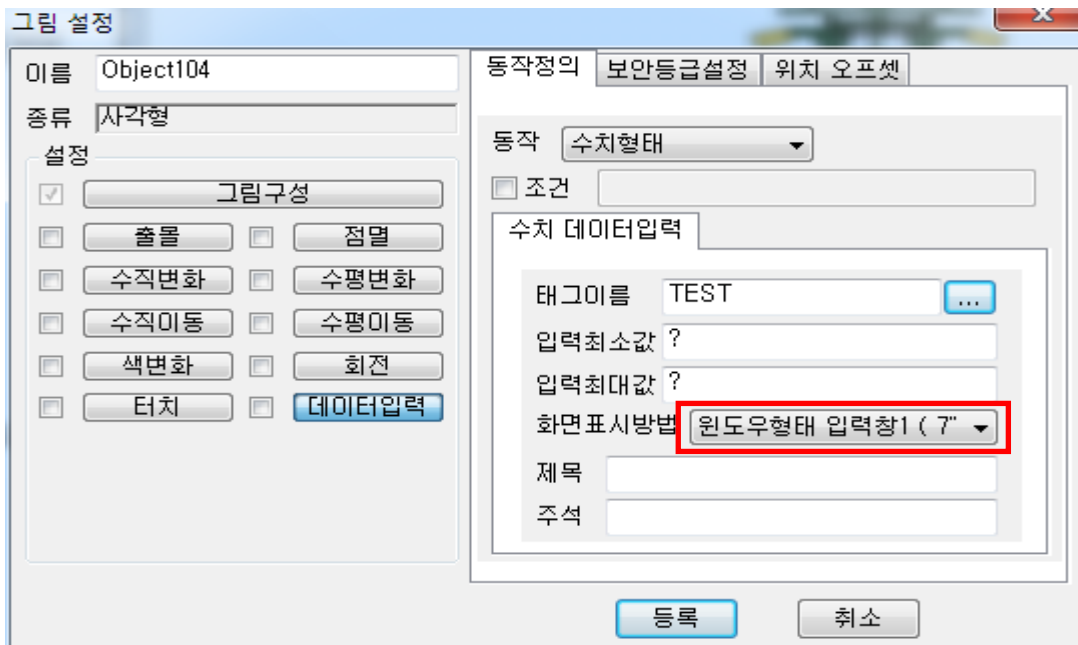 그림 설정
X
이름 Object104
종류 사각형
설정
그림구성
출몰 점멸
수직변화 수평변화
수직이동 수평이동
색변화 회전
터치 데이터입력
동작정의 보안등급설정 위치 오프셋
동작 수치형태
조건
수치 데이터입력
태그이름 TEST ...
입력최소값 ?
입력최대값 ?
화면표시방법 윈도우형태 입력창1 ( 7"
제목
주석
등록 취소